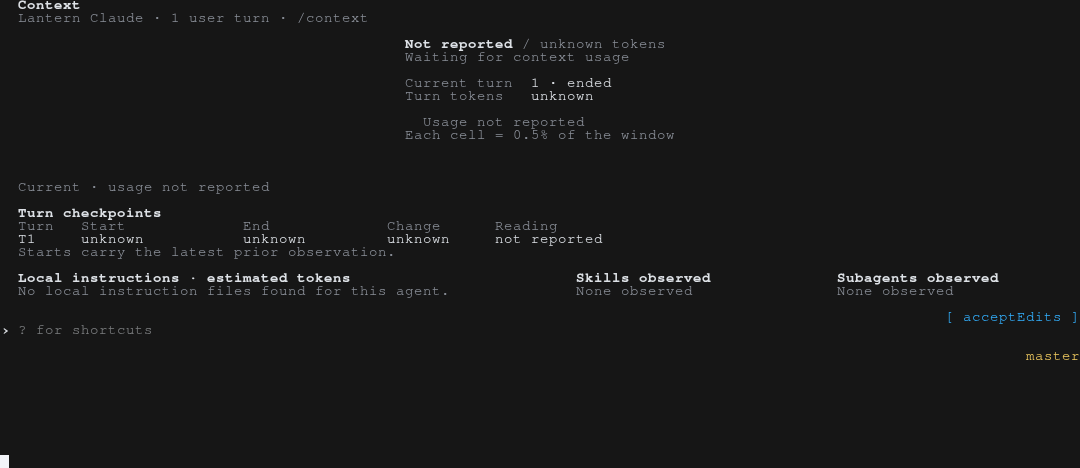 Context
Lantern Claude · 1 user turn · /context
Not reported / unknown tokens
Waiting for context usage
Current turn  1 · ended
Turn tokens   unknown
Usage not reported
Each cell = 0.5% of the window
Current · usage not reported
Turn checkpoints
Turn   Start             End             Change      Reading
T1     unknown           unknown         unknown     not reported
Starts carry the latest prior observation.
Local instructions · estimated tokens   Skills observed   Subagents observed
No local instruction files found for this agent.   None observed   None observed
[ acceptEdits ]
› ? for shortcuts
master